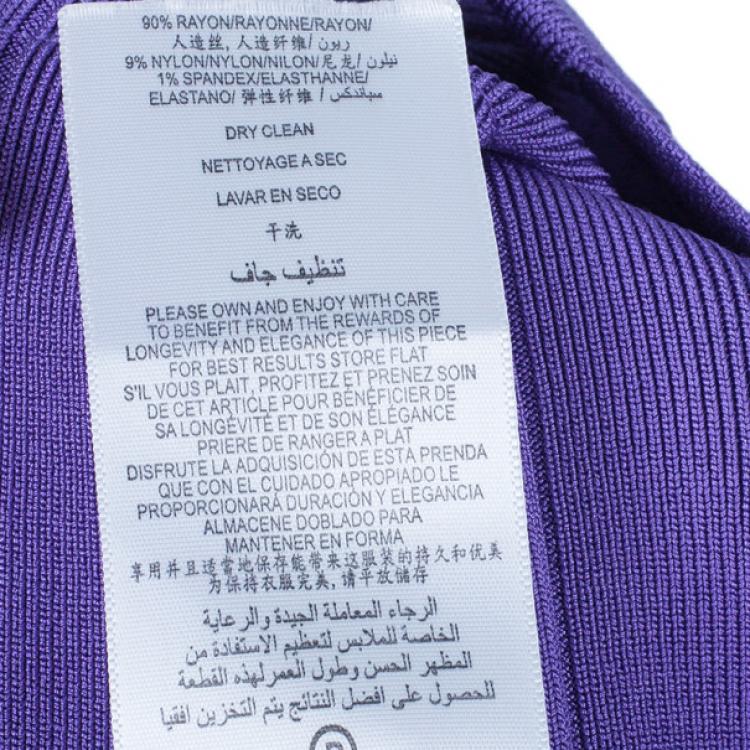 90% RAYON/RAYONNE/RAYON/
人造丝, 人造纤维/ ريون/
9% NYLON/NYLON/NILON/尼龙/ نيلون/
1% SPANDEX/ELASTHANNE/
ELASTANO/ 弹性纤维 / سباندكس/
DRY CLEAN
NETTOYAGE A SEC
LAVAR EN SECO
干洗
تنظيف جاف
PLEASE OWN AND ENJOY WITH CARE
TO BENEFIT FROM THE REWARDS OF
LONGEVITY AND ELEGANCE OF THIS PIECE
FOR BEST RESULTS STORE FLAT
S'IL VOUS PLAIT, PROFITEZ ET PRENEZ SOIN
DE CET ARTICLE POUR BÉNÉFICIER DE
SA LONGÉVITÉ ET DE SON ÉLÉGANCE
PRIERE DE RANGER A PLAT
DISFRUTE LA ADQUISICIÓN DE ESTA PRENDA
QUE CON EL CUIDADO APROPIADO LE
PROPORCIONARÁ DURACIÓN Y ELEGANCIA
ALMACENE DOBLADO PARA
MANTENER EN FORMA
享用并且适当地保存能带来这服装的持久和优美
为保持衣服完美,请平放储存
الرجاء المعاملة الجيدة والرعاية
الخاصة للملابس لتعظيم الاستفادة من
المظهر الحسن وطول العمر لهذه القطعة
للحصول على افضل النتائج يتم التخزين افقيا